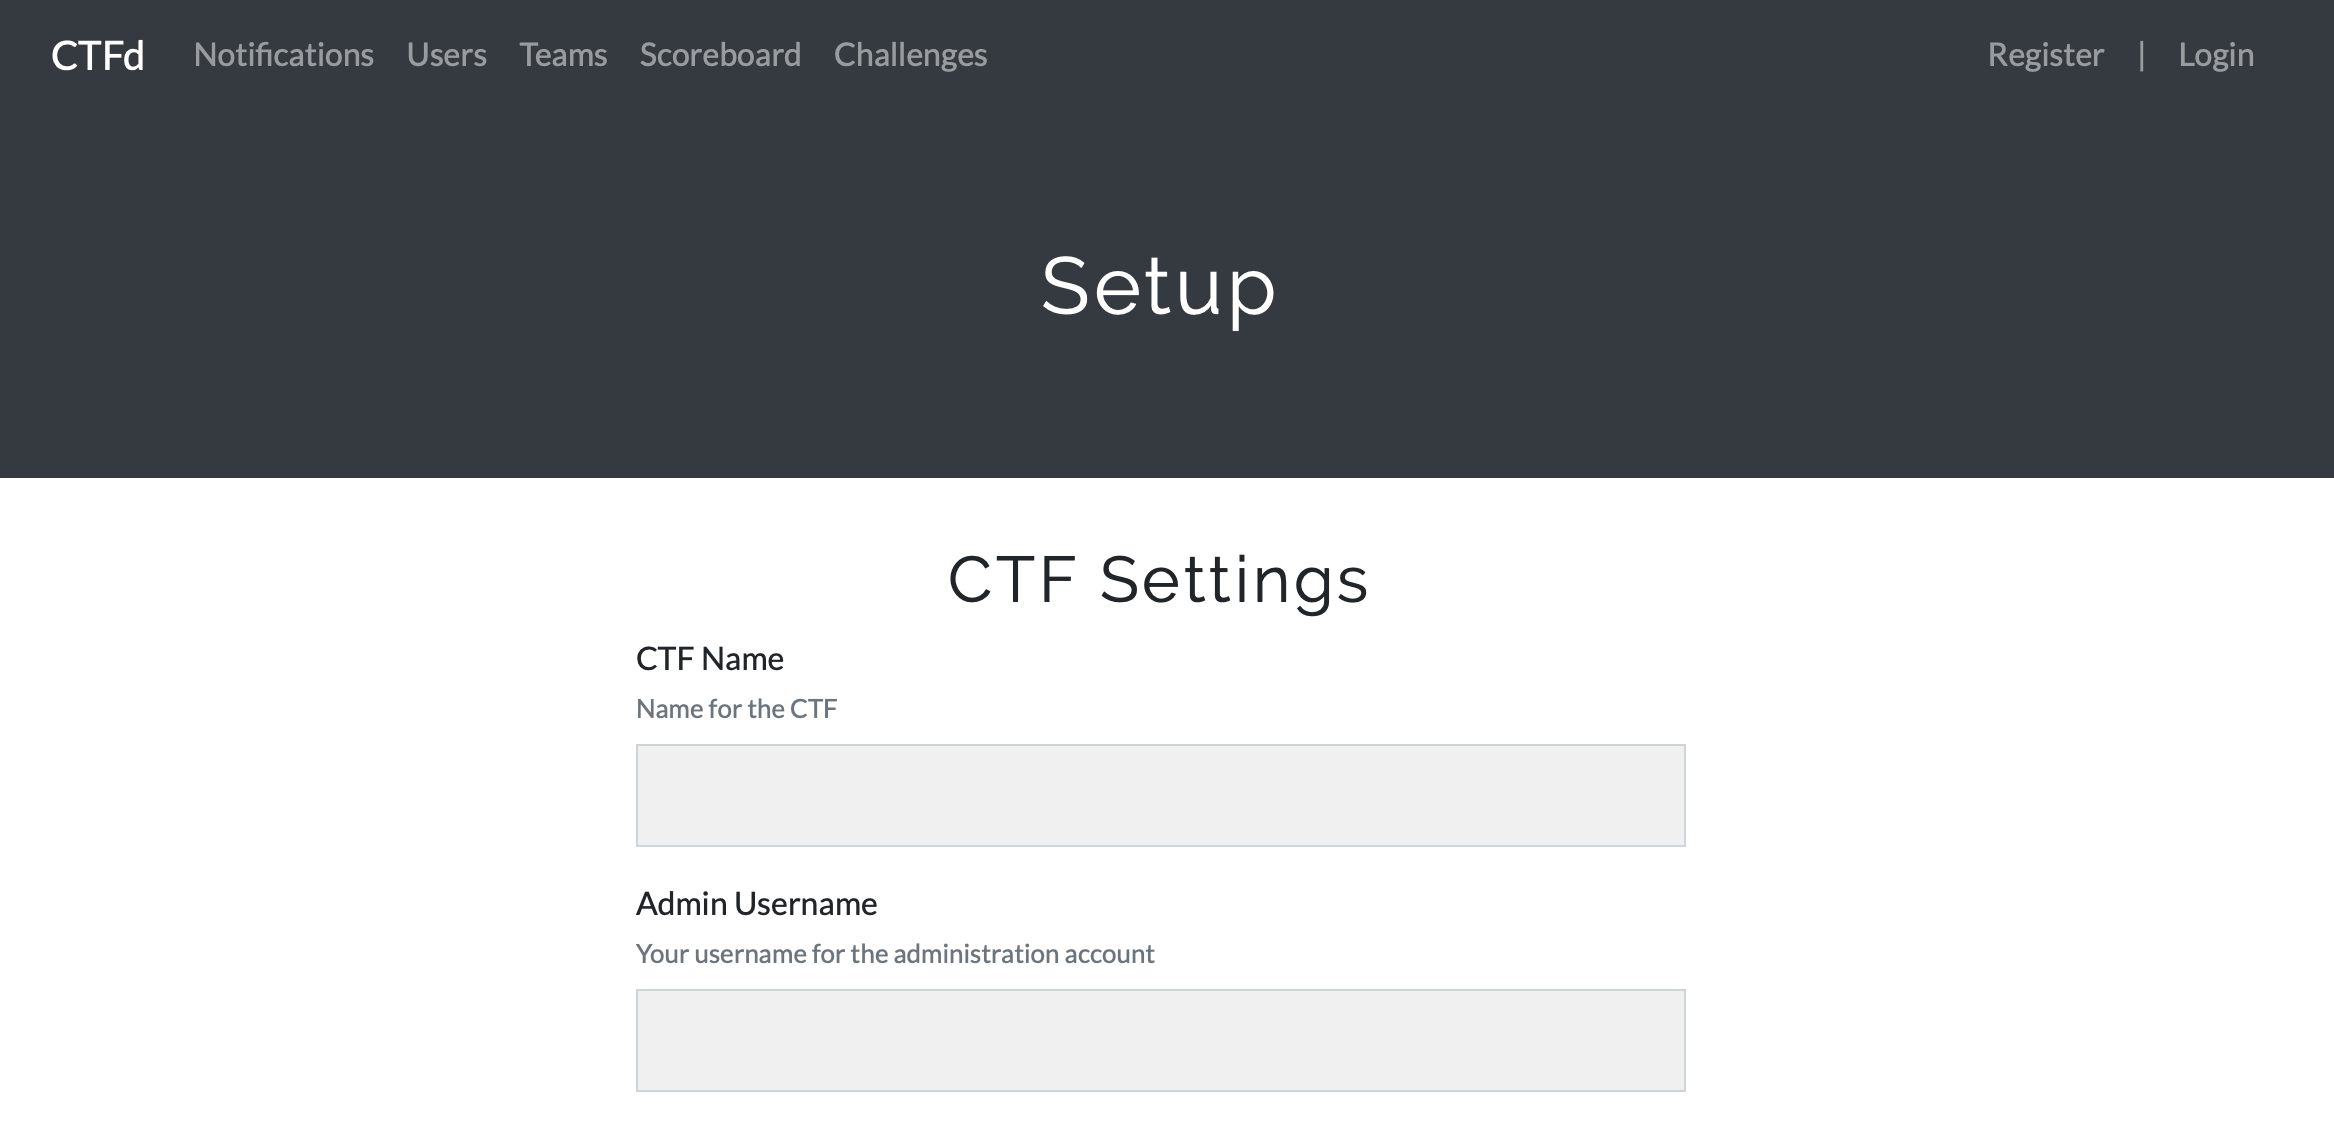 CTFd Notifications Users Teams Scoreboard Challenges Register | Login
Setup
CTF Settings
CTF Name
Name for the CTF
Admin Username
Your username for the administration account